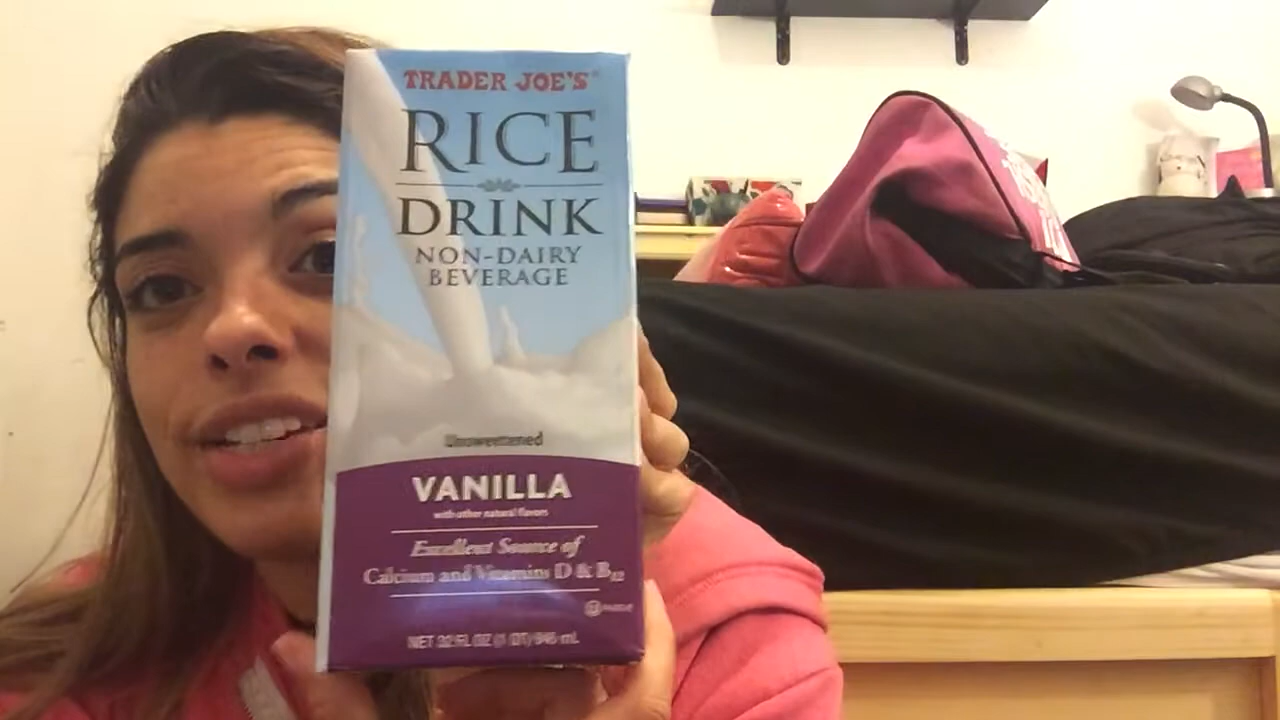 TRADER JOE'S
RICE
DRINK
NON-DAIRY
BEVERAGE
Unsweetened
VANILLA
with other natural flavors
Excellent Source of
Calcium and Vitamins D & B12
NET 32 FL OZ (1 QT) 946 mL